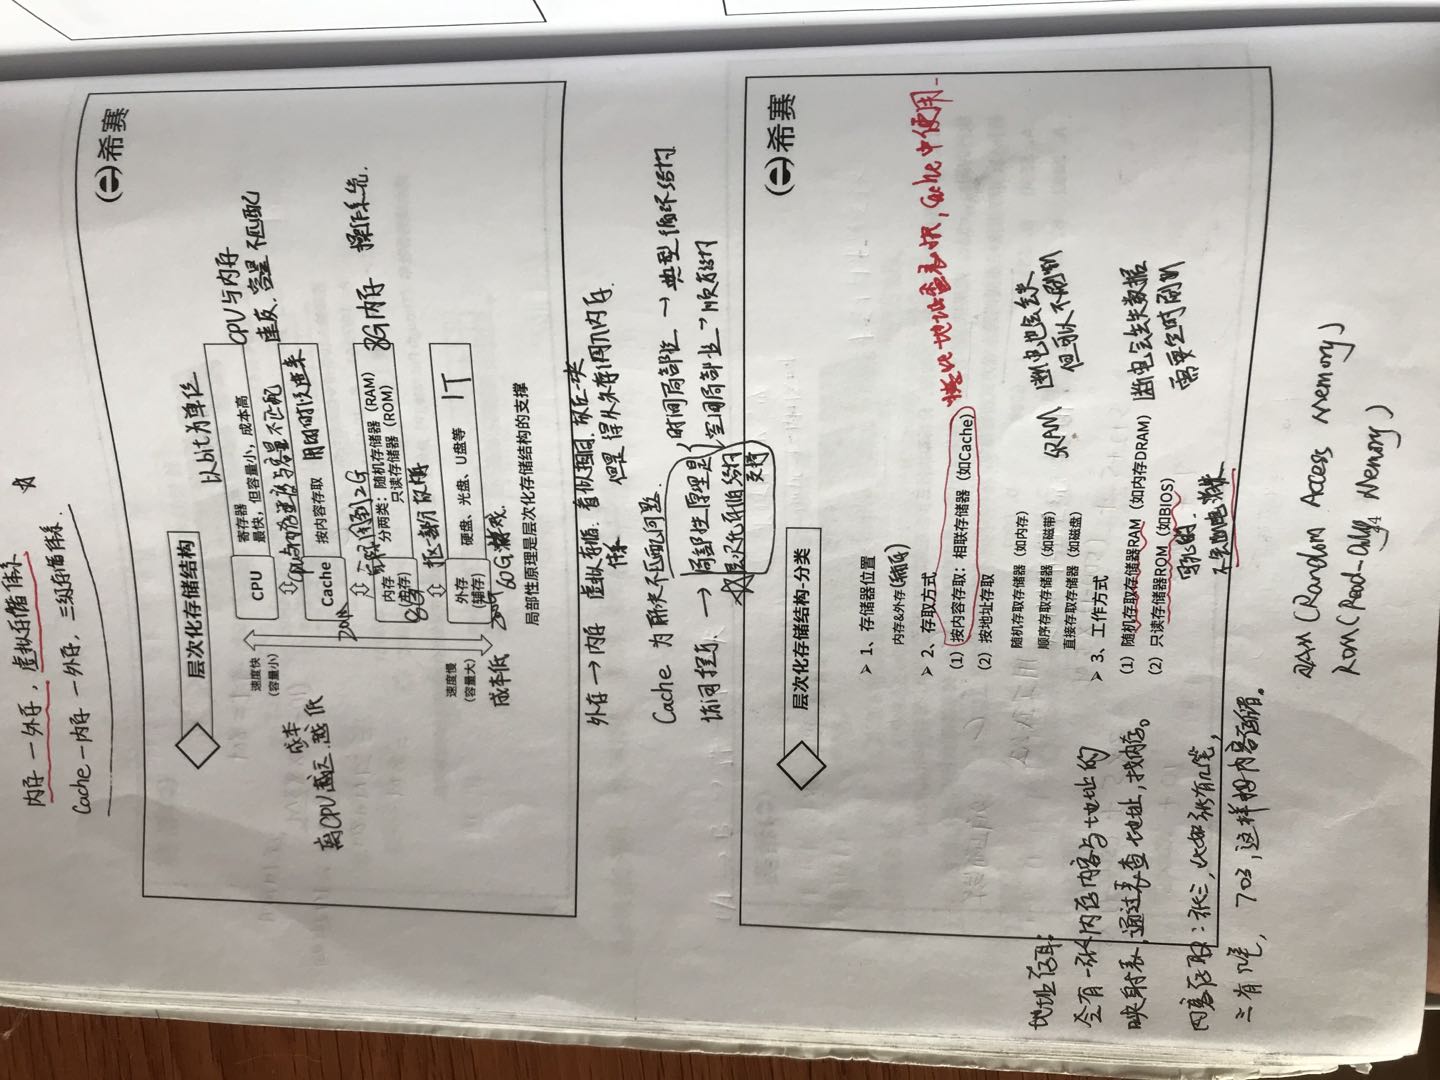 内存—外存，虚拟存储体系 ☆
Cache—内存—外存，三级存储体系.
希赛
层次化存储结构
以bit为单位
速度快
（容量小）
CPU
寄存器
最快，但容量小，成本高
CPU与内存
速度、容量不匹配
cpu与内存速度与容量不匹配
成本
离CPU越远，越低
Cache
按内容存取 用的时候进来
20M
实际用到2G
内存
(主存)
8G
分两类：随机存储器（RAM）
只读存储器（ROM）
8G内存 操作系统.
抠一部分放内存
速度慢
（容量大）
外存
(辅存)
硬盘、光盘、U盘等 1T
成本低
200G
60G游戏.
局部性原理是层次化存储结构的支撑
外存→内存 虚拟存储 看似相同，放在一块
体系 但是得从外存调入内存.
Cache 为解决不匹配问题.
时间局部性→典型循环结构
→局部性原理是
空间局部性→顺序结构
层次化存储结构
支撑
希赛
层次化存储结构-分类
➢ 1、存储器位置
内存&外存(辅存)
➢ 2、存取方式
（1）按内容存取：相联存储器（如Cache）
比地址查表快，Cache中使用
（2）按地址存取
随机存取存储器（如内存）
顺序存取存储器（如磁带）
直接存取存储器（如磁盘）
SRAM 断电也会丢失
但可以不刷新
➢ 3、工作方式
（1）随机存取存储器RAM（如内存DRAM）
断电会丢失数据
需要定时刷新
（2）只读存储器ROM（如BIOS）
写死的.
不会断电消失
地址存取：
会有一张内存内容与地址的
映射表，通过表查地址，找内存。
内容存取：张三，比如张有几笔，
三有几笔， 703，这样按内容存储。
RAM (Random Access Memory)
ROM (Read-Only Memory)
24